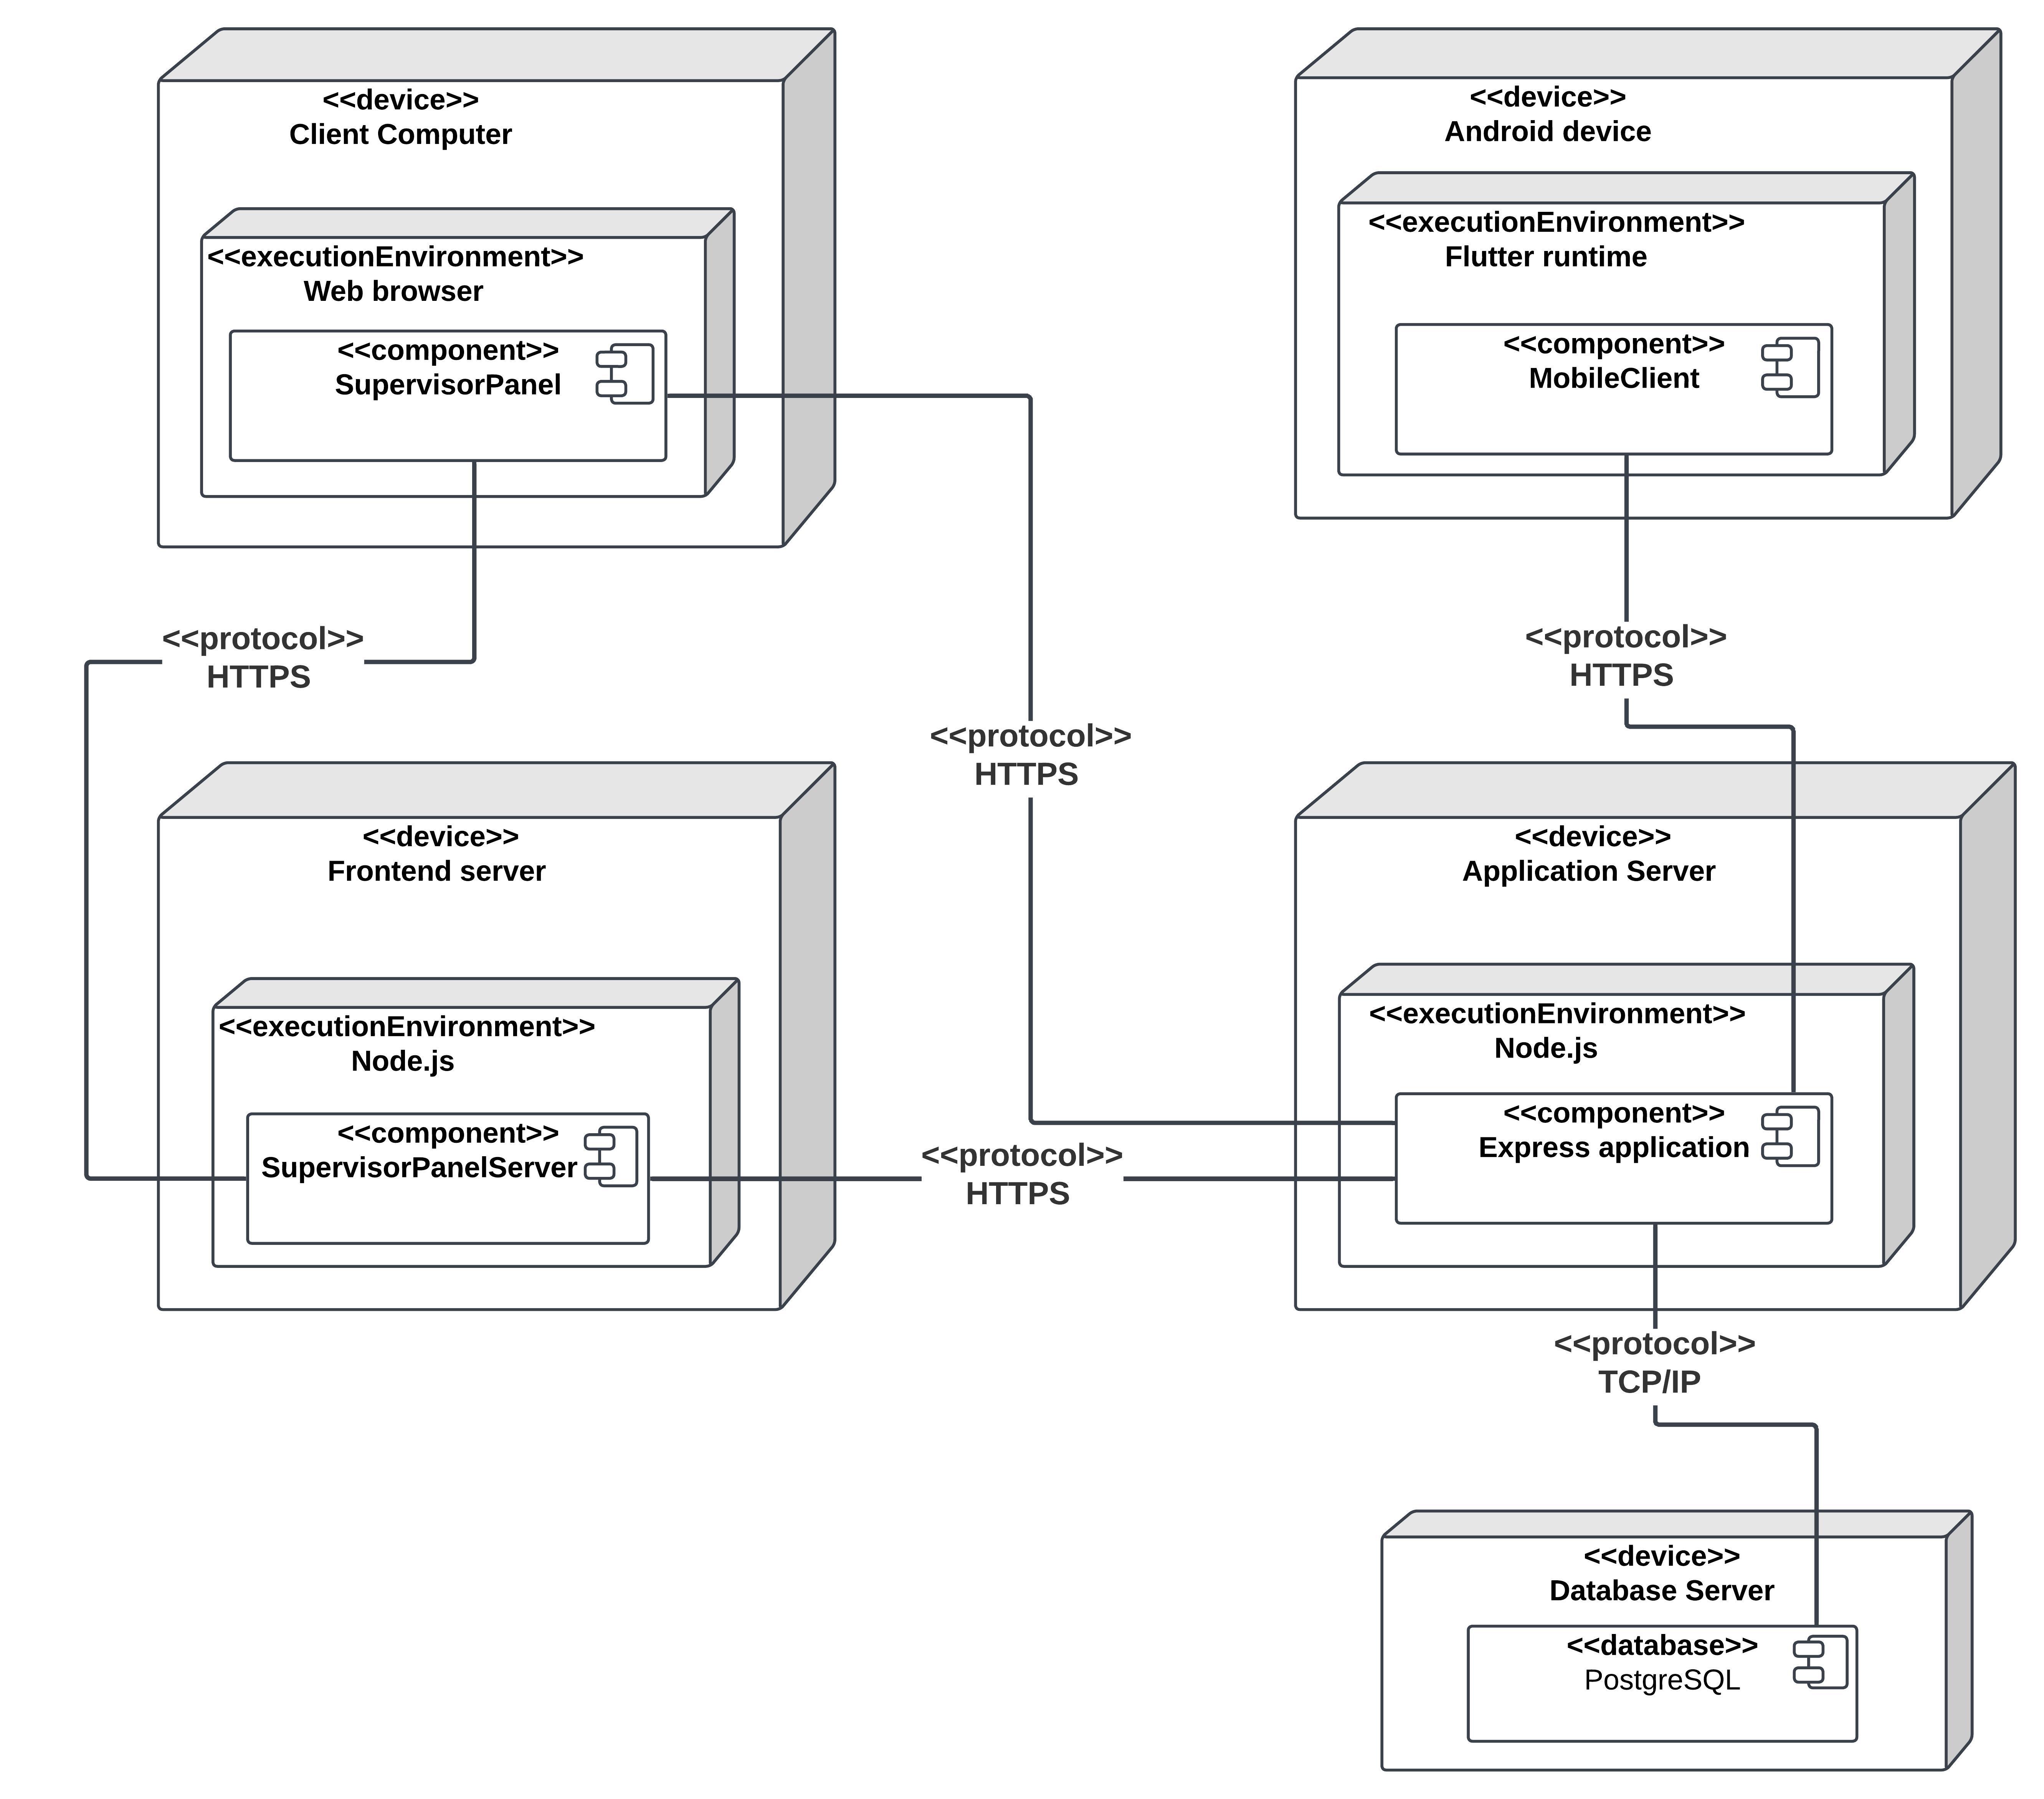 <<device>>
Client Computer
<<executionEnvironment>>
Web browser
<<component>>
SupervisorPanel
<<device>>
Android device
<<executionEnvironment>>
Flutter runtime
<<component>>
MobileClient
<<protocol>>
HTTPS
<<protocol>>
HTTPS
<<protocol>>
HTTPS
<<device>>
Frontend server
<<executionEnvironment>>
Node.js
<<component>>
SupervisorPanelServer
<<protocol>>
HTTPS
<<device>>
Application Server
<<executionEnvironment>>
Node.js
<<component>>
Express application
<<protocol>>
TCP/IP
<<device>>
Database Server
<<database>>
PostgreSQL